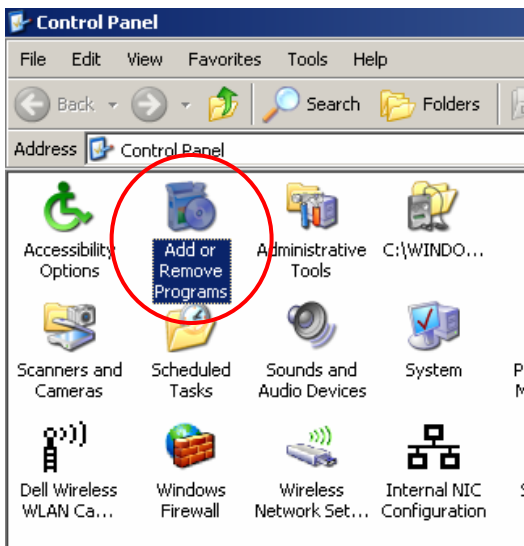 Control Panel
File Edit View Favorites Tools Help
Back Search Folders
Address Control Panel
Accessibility Options
Add or Remove Programs
Administrative Tools
C:\WINDO...
Scanners and Cameras
Scheduled Tasks
Sounds and Audio Devices
System
Dell Wireless WLAN Ca...
Windows Firewall
Wireless Network Set...
Internal NIC Configuration